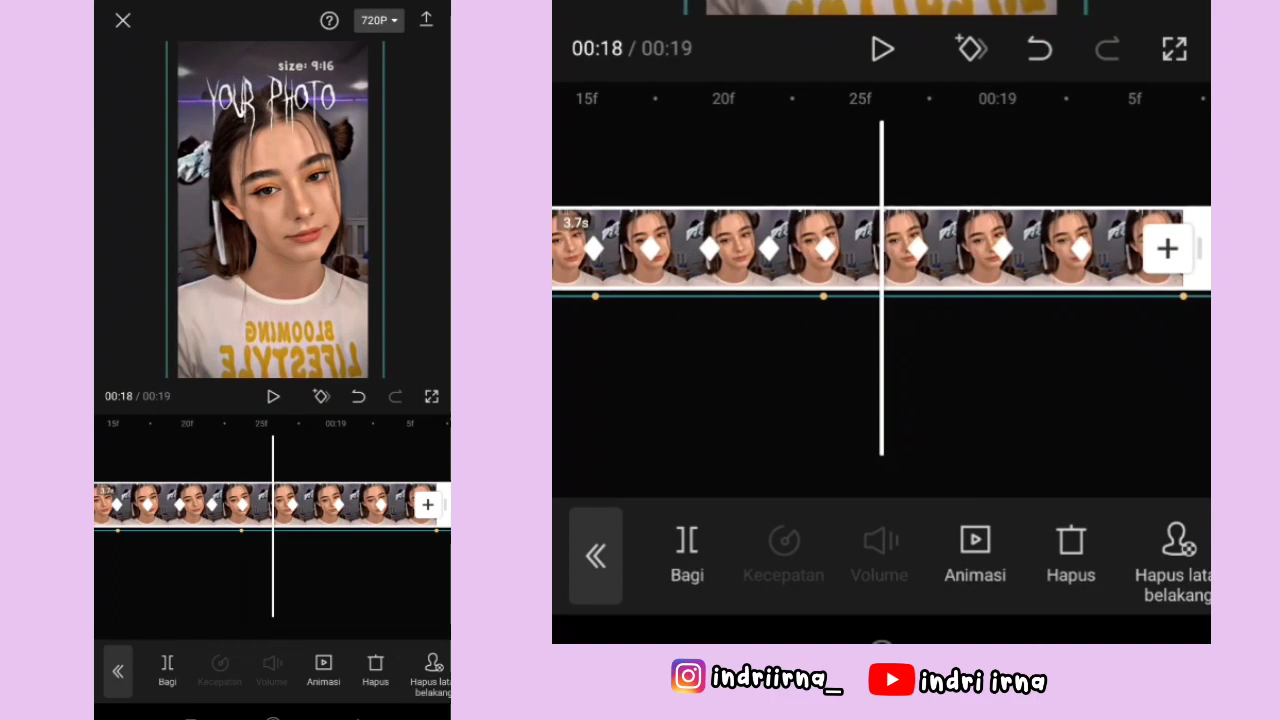 720P
size: 9:16
YOUR PHOTO
BLOOMING
LIFESTYLE
00:18 / 00:19
15f 20f 25f 00:19 5f
3.7s
Bagi Kecepatan Volume Animasi Hapus Hapus lata
belakang
00:18 / 00:19
15f 20f 25f 00:19 5f
3.7s
Bagi Kecepatan Volume Animasi Hapus Hapus lata
belakang
indriirna_ indri irna